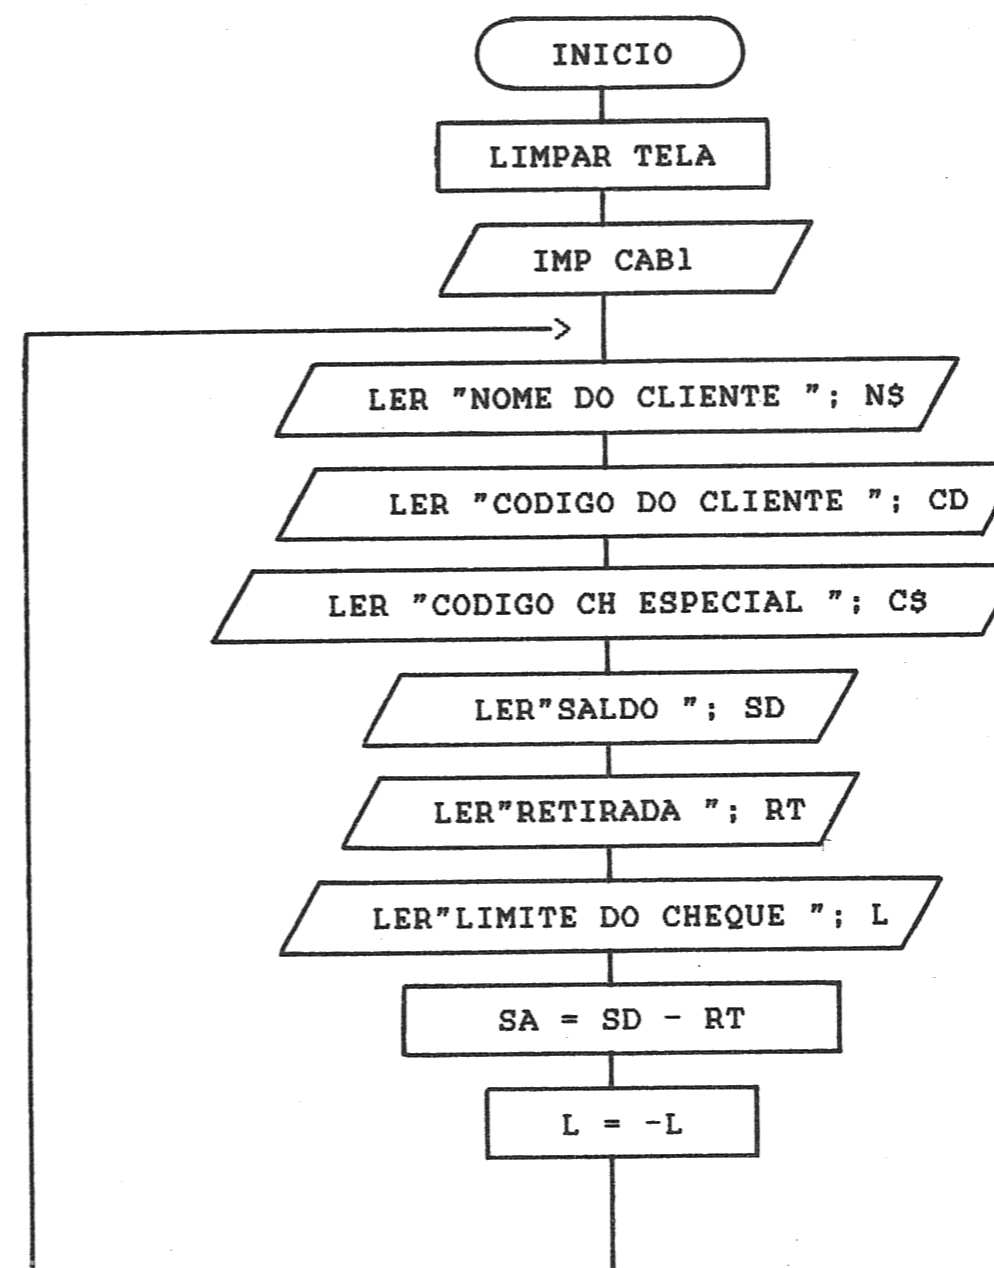 INICIO
LIMPAR TELA
IMP CAB1
LER "NOME DO CLIENTE "; N$
LER "CODIGO DO CLIENTE "; CD
LER "CODIGO CH ESPECIAL "; C$
LER"SALDO "; SD
LER"RETIRADA "; RT
LER"LIMITE DO CHEQUE "; L
SA = SD - RT
L = -L